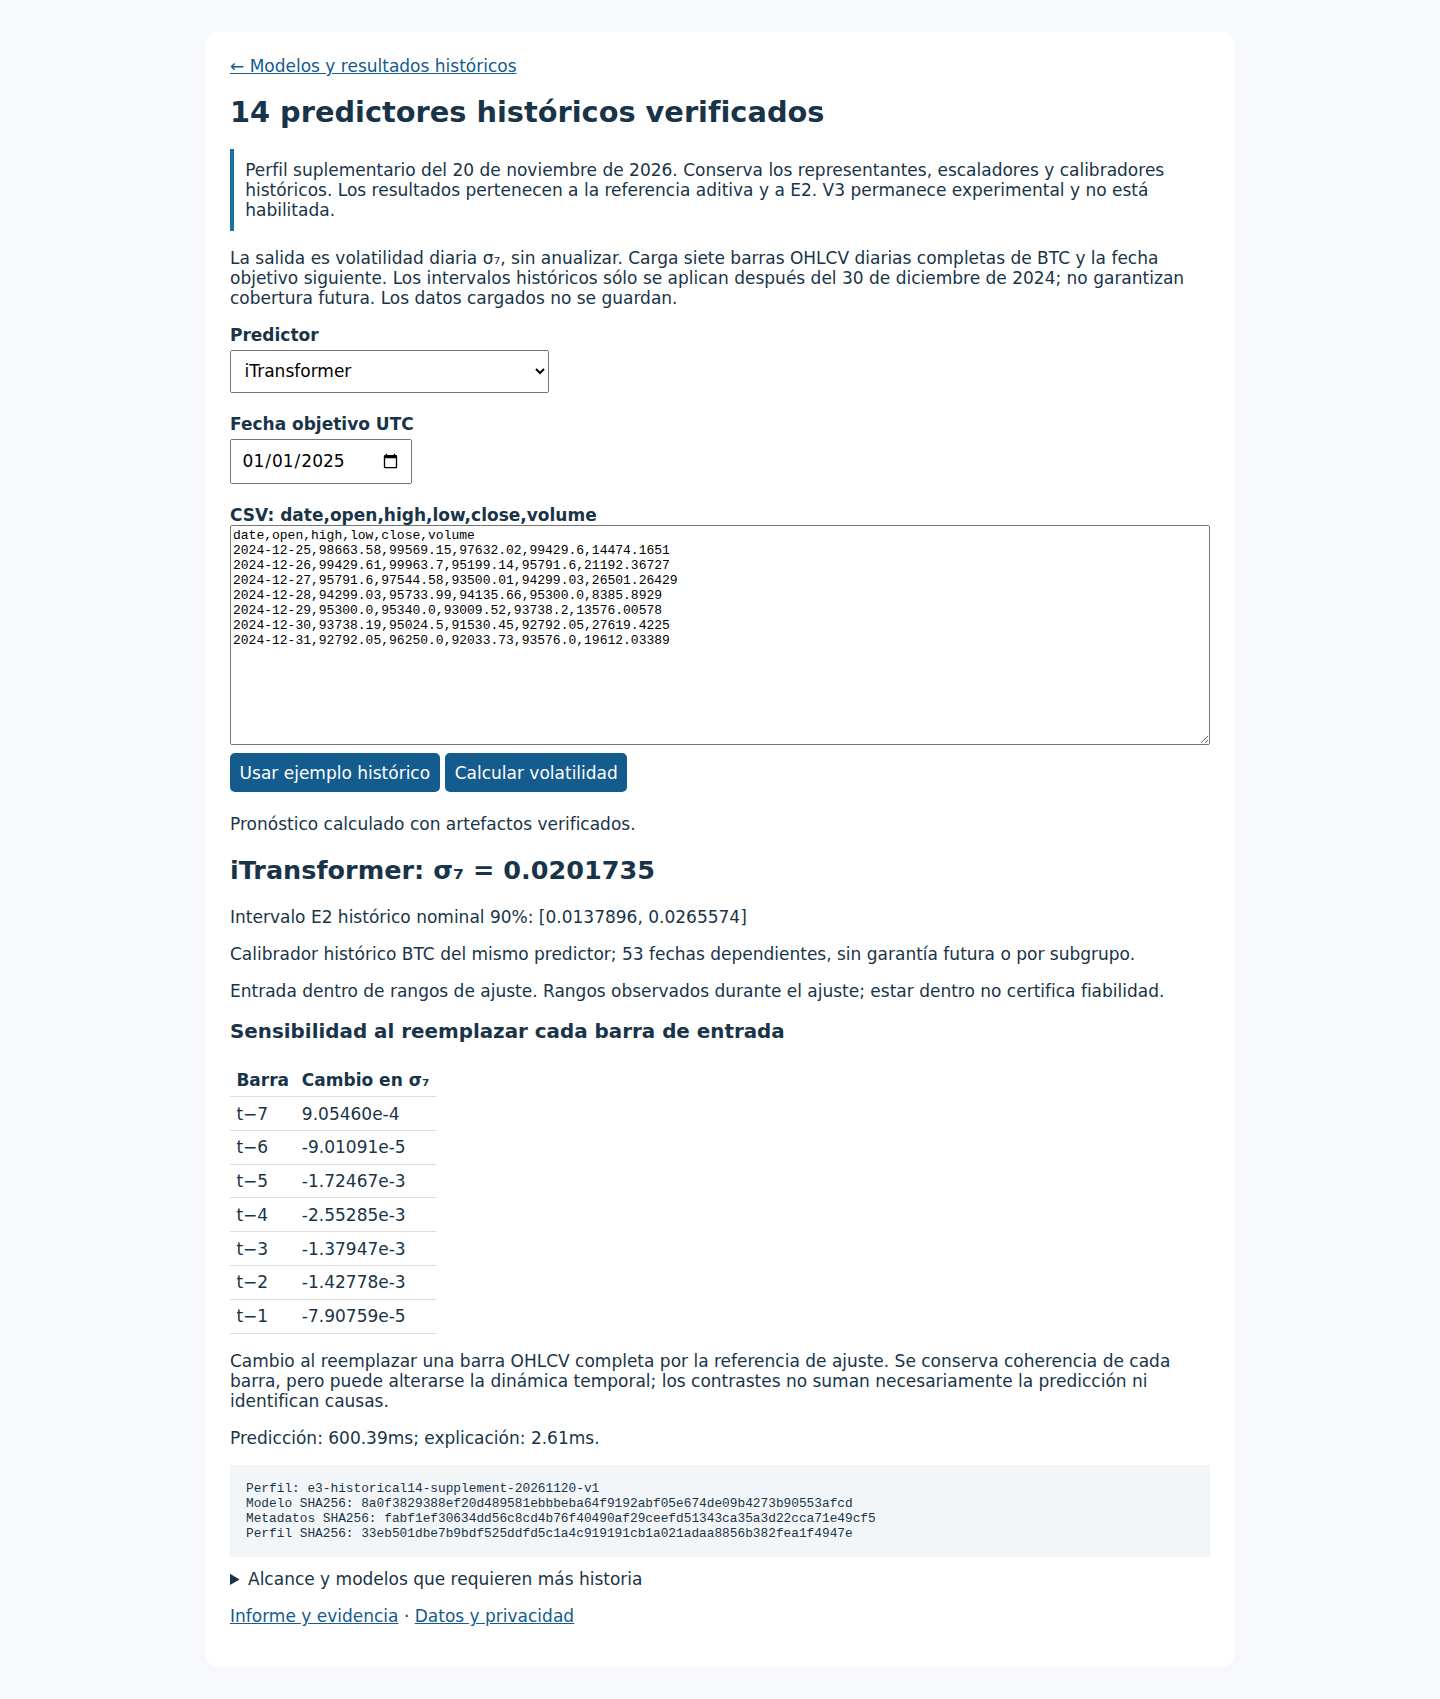 ← Modelos y resultados históricos
14 predictores históricos verificados
Perfil suplementario del 20 de noviembre de 2026. Conserva los representantes, escaladores y calibradores
históricos. Los resultados pertenecen a la referencia aditiva y a E2. V3 permanece experimental y no está
habilitada.
La salida es volatilidad diaria σ₇, sin anualizar. Carga siete barras OHLCV diarias completas de BTC y la fecha
objetivo siguiente. Los intervalos históricos sólo se aplican después del 30 de diciembre de 2024; no garantizan
cobertura futura. Los datos cargados no se guardan.
Predictor
iTransformer
Fecha objetivo UTC
01/01/2025
CSV: date,open,high,low,close,volume
date,open,high,low,close,volume
2024-12-25,98663.58,99569.15,97632.02,99429.6,14474.1651
2024-12-26,99429.61,99963.7,95199.14,95791.6,21192.36727
2024-12-27,95791.6,97544.58,93500.01,94299.03,26501.26429
2024-12-28,94299.03,95733.99,94135.66,95300.0,8385.8929
2024-12-29,95300.0,95340.0,93009.52,93738.2,13576.00578
2024-12-30,93738.19,95024.5,91530.45,92792.05,27619.4225
2024-12-31,92792.05,96250.0,92033.73,93576.0,19612.03389
Usar ejemplo histórico Calcular volatilidad
Pronóstico calculado con artefactos verificados.
iTransformer: σ₇ = 0.0201735
Intervalo E2 histórico nominal 90%: [0.0137896, 0.0265574]
Calibrador histórico BTC del mismo predictor; 53 fechas dependientes, sin garantía futura o por subgrupo.
Entrada dentro de rangos de ajuste. Rangos observados durante el ajuste; estar dentro no certifica fiabilidad.
Sensibilidad al reemplazar cada barra de entrada
Barra Cambio en σ₇
t−7 9.05460e-4
t−6 -9.01091e-5
t−5 -1.72467e-3
t−4 -2.55285e-3
t−3 -1.37947e-3
t−2 -1.42778e-3
t−1 -7.90759e-5
Cambio al reemplazar una barra OHLCV completa por la referencia de ajuste. Se conserva coherencia de cada
barra, pero puede alterarse la dinámica temporal; los contrastes no suman necesariamente la predicción ni
identifican causas.
Predicción: 600.39ms; explicación: 2.61ms.
Perfil: e3-historical14-supplement-20261120-v1
Modelo SHA256: 8a0f3829388ef20d489581ebbbeba64f9192abf05e674de09b4273b90553afcd
Metadatos SHA256: fabf1ef30634dd56c8cd4b76f40490af29ceefd51343ca35a3d22cca71e49cf5
Perfil SHA256: 33eb501dbe7b9bdf525ddfd5c1a4c919191cb1a021adaa8856b382fea1f4947e
▶ Alcance y modelos que requieren más historia
Informe y evidencia · Datos y privacidad